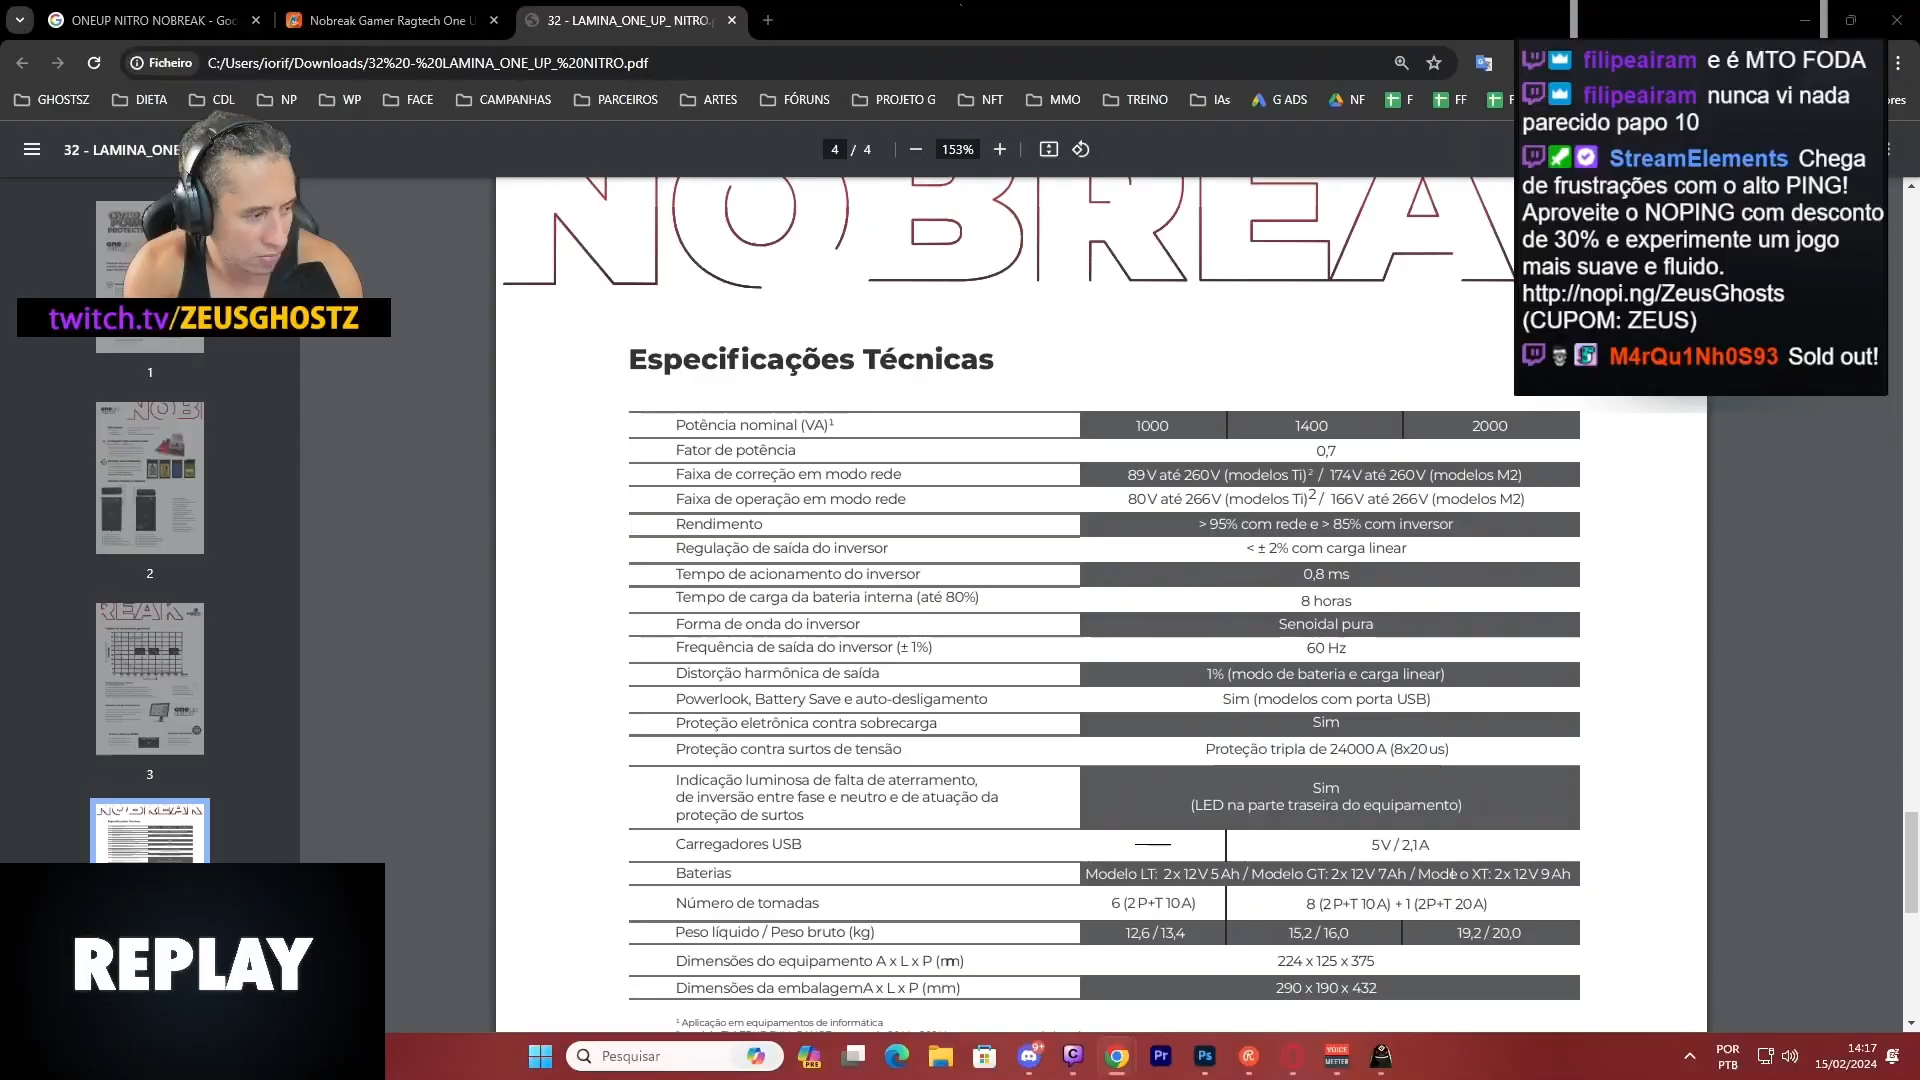 ONEUP NITRO NOBREAK - Goo
Nobreak Gamer Ragtech One U
32 - LAMINA_ONE_UP_ NITRO.
Ficheiro
C:/Users/iorif/Downloads/32%20-%20LAMINA_ONE_UP_%20NITRO.pdf
GHOSTSZ
DIETA
CDL
NP
WP
FACE
CAMPANHAS
PARCEIROS
ARTES
FÓRUNS
PROJETO G
NFT
MMO
TREINO
IAs
G ADS
NF
F
FF
ores
32 - LAMINA_ONE
4 / 4
153%
filipeairam e é MTO FODA
filipeairam nunca vi nada
parecido papo 10
StreamElements Chega
de frustrações com o alto PING!
Aproveite o NOPING com desconto
de 30% e experimente um jogo
mais suave e fluido.
http://nopi.ng/ZeusGhosts
(CUPOM: ZEUS)
M4rQu1Nh0S93 Sold out!
twitch.tv/ZEUSGHOSTZ
1
2
3
NOBREA
Especificações Técnicas
Potência nominal (VA)¹ 1000 1400 2000
Fator de potência 0,7
Faixa de correção em modo rede 89V até 260V (modelos Ti)² / 174V até 260V (modelos M2)
Faixa de operação em modo rede 80V até 266V (modelos Ti)² / 166V até 266V (modelos M2)
Rendimento > 95% com rede e > 85% com inversor
Regulação de saída do inversor < ± 2% com carga linear
Tempo de acionamento do inversor 0,8 ms
Tempo de carga da bateria interna (até 80%) 8 horas
Forma de onda do inversor Senoidal pura
Frequência de saída do inversor (± 1%) 60 Hz
Distorção harmônica de saída 1% (modo de bateria e carga linear)
Powerlook, Battery Save e auto-desligamento Sim (modelos com porta USB)
Proteção eletrônica contra sobrecarga Sim
Proteção contra surtos de tensão Proteção tripla de 24000 A (8x20 us)
Indicação luminosa de falta de aterramento,
de inversão entre fase e neutro e de atuação da
proteção de surtos
Sim
(LED na parte traseira do equipamento)
Carregadores USB — 5V / 2,1A
Baterias Modelo LT: 2x 12V 5Ah / Modelo GT: 2x 12V 7Ah / Modelo XT: 2x 12V 9Ah
Número de tomadas 6 (2P+T 10A) 8 (2P+T 10A) + 1 (2P+T 20A)
Peso líquido / Peso bruto (kg) 12,6 / 13,4 15,2 / 16,0 19,2 / 20,0
Dimensões do equipamento A x L x P (mm) 224 x 125 x 375
Dimensões da embalagemA x L x P (mm) 290 x 190 x 432
¹ Aplicação em equipamentos de informática
REPLAY
Pesquisar
PRE
9+
Pr
Ps
VOICE
MEETER
POR
PTB
14:17
15/02/2024